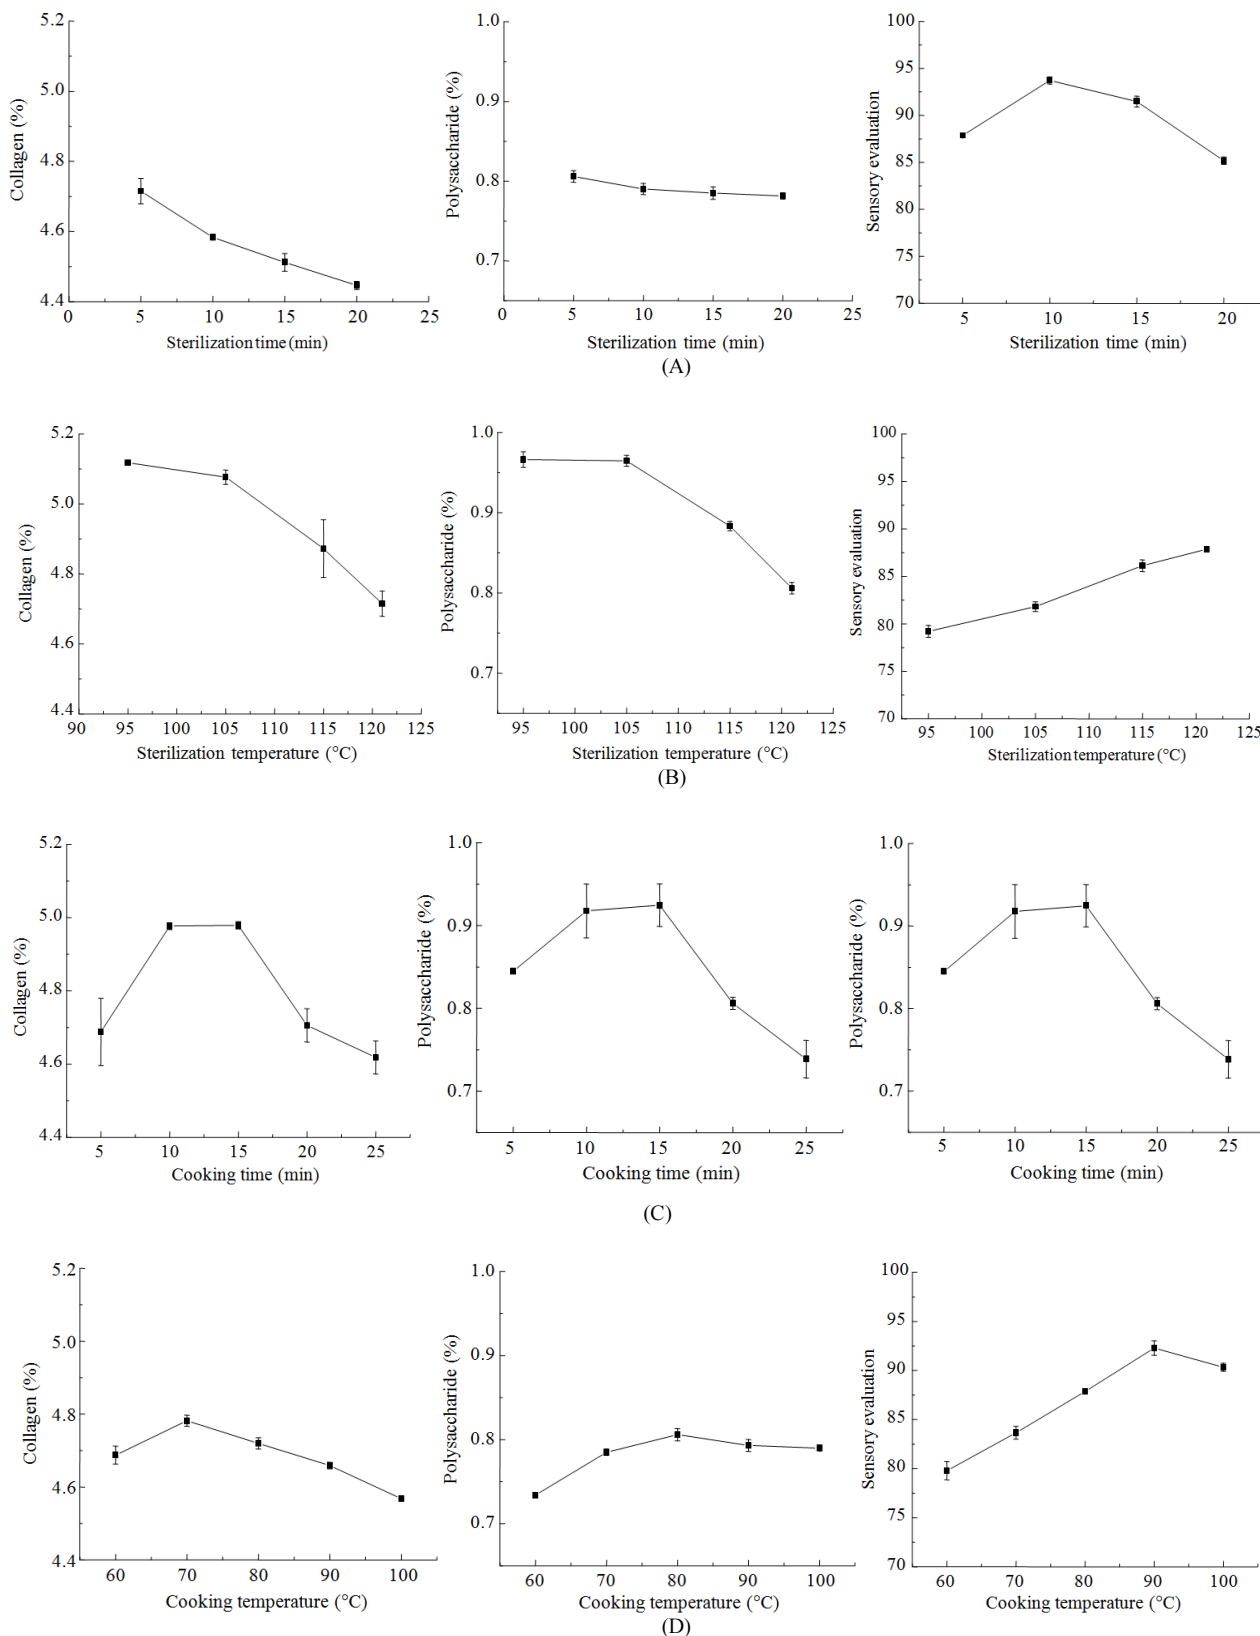 5.2
5.0
4.8
4.6
4.4
Collagen (%)
0 5 10 15 20 25
Sterilization time (min)
1.0
0.9
0.8
0.7
Polysaccharide (%)
0 5 10 15 20 25
Sterilization time (min)
100
95
90
85
80
75
70
Sensory evaluation
5 10 15 20
Sterilization time (min)
(A)
5.2
5.0
4.8
4.6
4.4
Collagen (%)
90 95 100 105 110 115 120 125
Sterilization temperature (°C)
1.0
0.9
0.8
0.7
Polysaccharide (%)
95 100 105 110 115 120 125
Sterilization temperature (°C)
100
95
90
85
80
75
70
Sensory evaluation
95 100 105 110 115 120 125
Sterilization temperature (°C)
(B)
5.2
5.0
4.8
4.6
4.4
Collagen (%)
5 10 15 20 25
Cooking time (min)
1.0
0.9
0.8
0.7
Polysaccharide (%)
5 10 15 20 25
Cooking time (min)
1.0
0.9
0.8
0.7
Polysaccharide (%)
5 10 15 20 25
Cooking time (min)
(C)
5.2
5.0
4.8
4.6
4.4
Collagen (%)
60 70 80 90 100
Cooking temperature (°C)
1.0
0.9
0.8
0.7
Polysaccharide (%)
60 70 80 90 100
Cooking temperature (°C)
100
95
90
85
80
75
70
Sensory evaluation
60 70 80 90 100
Cooking temperature (°C)
(D)